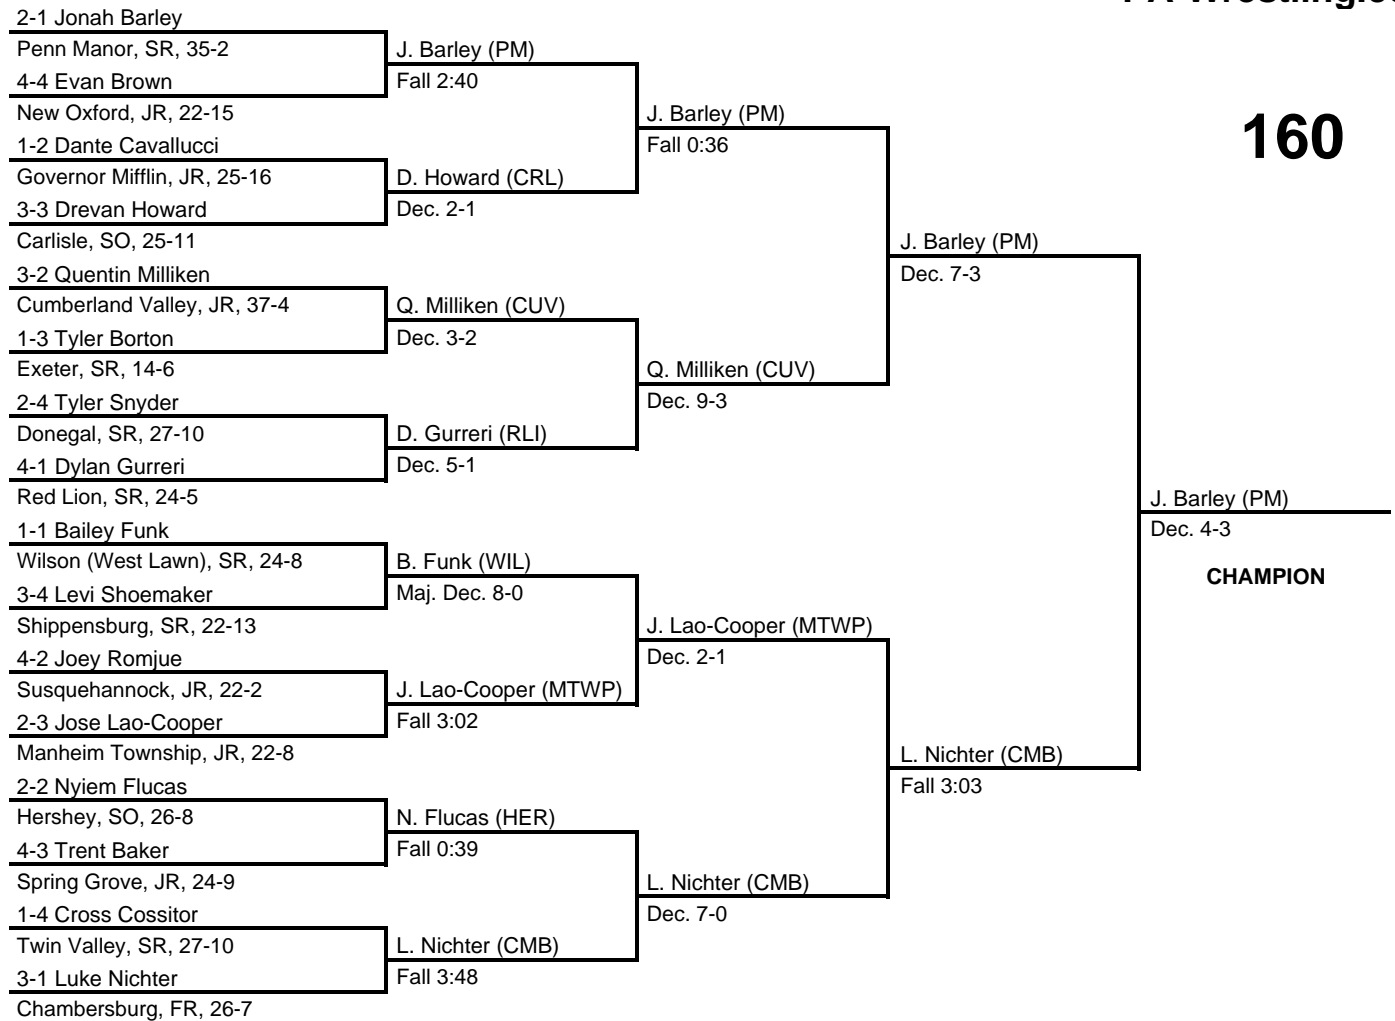 2-1 Jonah Barley
Penn Manor, SR, 35-2
J. Barley (PM)
4-4 Evan Brown
Fall 2:40
New Oxford, JR, 22-15
J. Barley (PM)
160
1-2 Dante Cavallucci
Fall 0:36
Governor Mifflin, JR, 25-16
D. Howard (CRL)
3-3 Drevan Howard
Dec. 2-1
Carlisle, SO, 25-11
J. Barley (PM)
3-2 Quentin Milliken
Dec. 7-3
Cumberland Valley, JR, 37-4
Q. Milliken (CUV)
1-3 Tyler Borton
Dec. 3-2
Exeter, SR, 14-6
Q. Milliken (CUV)
2-4 Tyler Snyder
Dec. 9-3
Donegal, SR, 27-10
D. Gurreri (RLI)
4-1 Dylan Gurreri
Dec. 5-1
Red Lion, SR, 24-5
J. Barley (PM)
1-1 Bailey Funk
Dec. 4-3
Wilson (West Lawn), SR, 24-8
B. Funk (WIL)
CHAMPION
3-4 Levi Shoemaker
Maj. Dec. 8-0
Shippensburg, SR, 22-13
J. Lao-Cooper (MTWP)
4-2 Joey Romjue
Dec. 2-1
Susquehannock, JR, 22-2
J. Lao-Cooper (MTWP)
2-3 Jose Lao-Cooper
Fall 3:02
Manheim Township, JR, 22-8
L. Nichter (CMB)
2-2 Nyiem Flucas
Fall 3:03
Hershey, SO, 26-8
N. Flucas (HER)
4-3 Trent Baker
Fall 0:39
Spring Grove, JR, 24-9
L. Nichter (CMB)
1-4 Cross Cossitor
Dec. 7-0
Twin Valley, SR, 27-10
L. Nichter (CMB)
3-1 Luke Nichter
Fall 3:48
Chambersburg, FR, 26-7